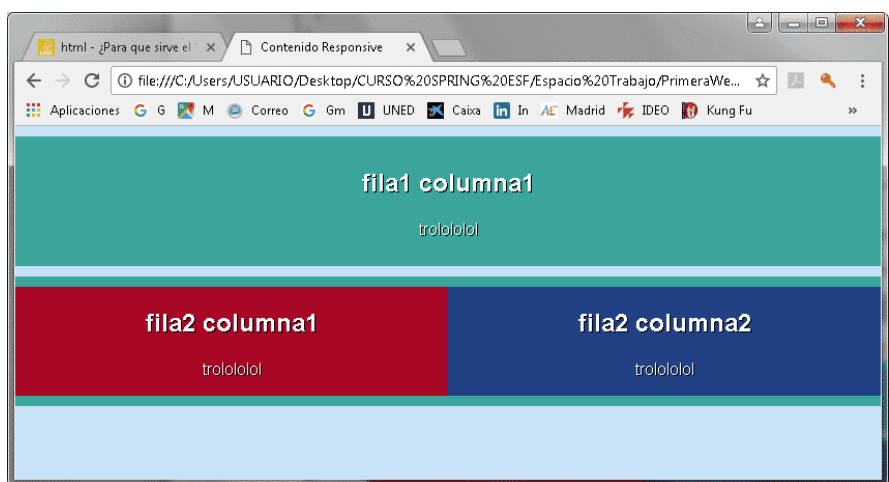 html - ¿Para que sirve el
Contenido Responsive
file:///C:/Users/USUARIO/Desktop/CURSO%20SPRING%20ESF/Espacio%20Trabajo/PrimeraWe...
Aplicaciones G M Correo Gm UNED Caixa In Madrid IDEO Kung Fu »
fila1 columna1
trolololol
fila2 columna1 fila2 columna2
trolololol trolololol